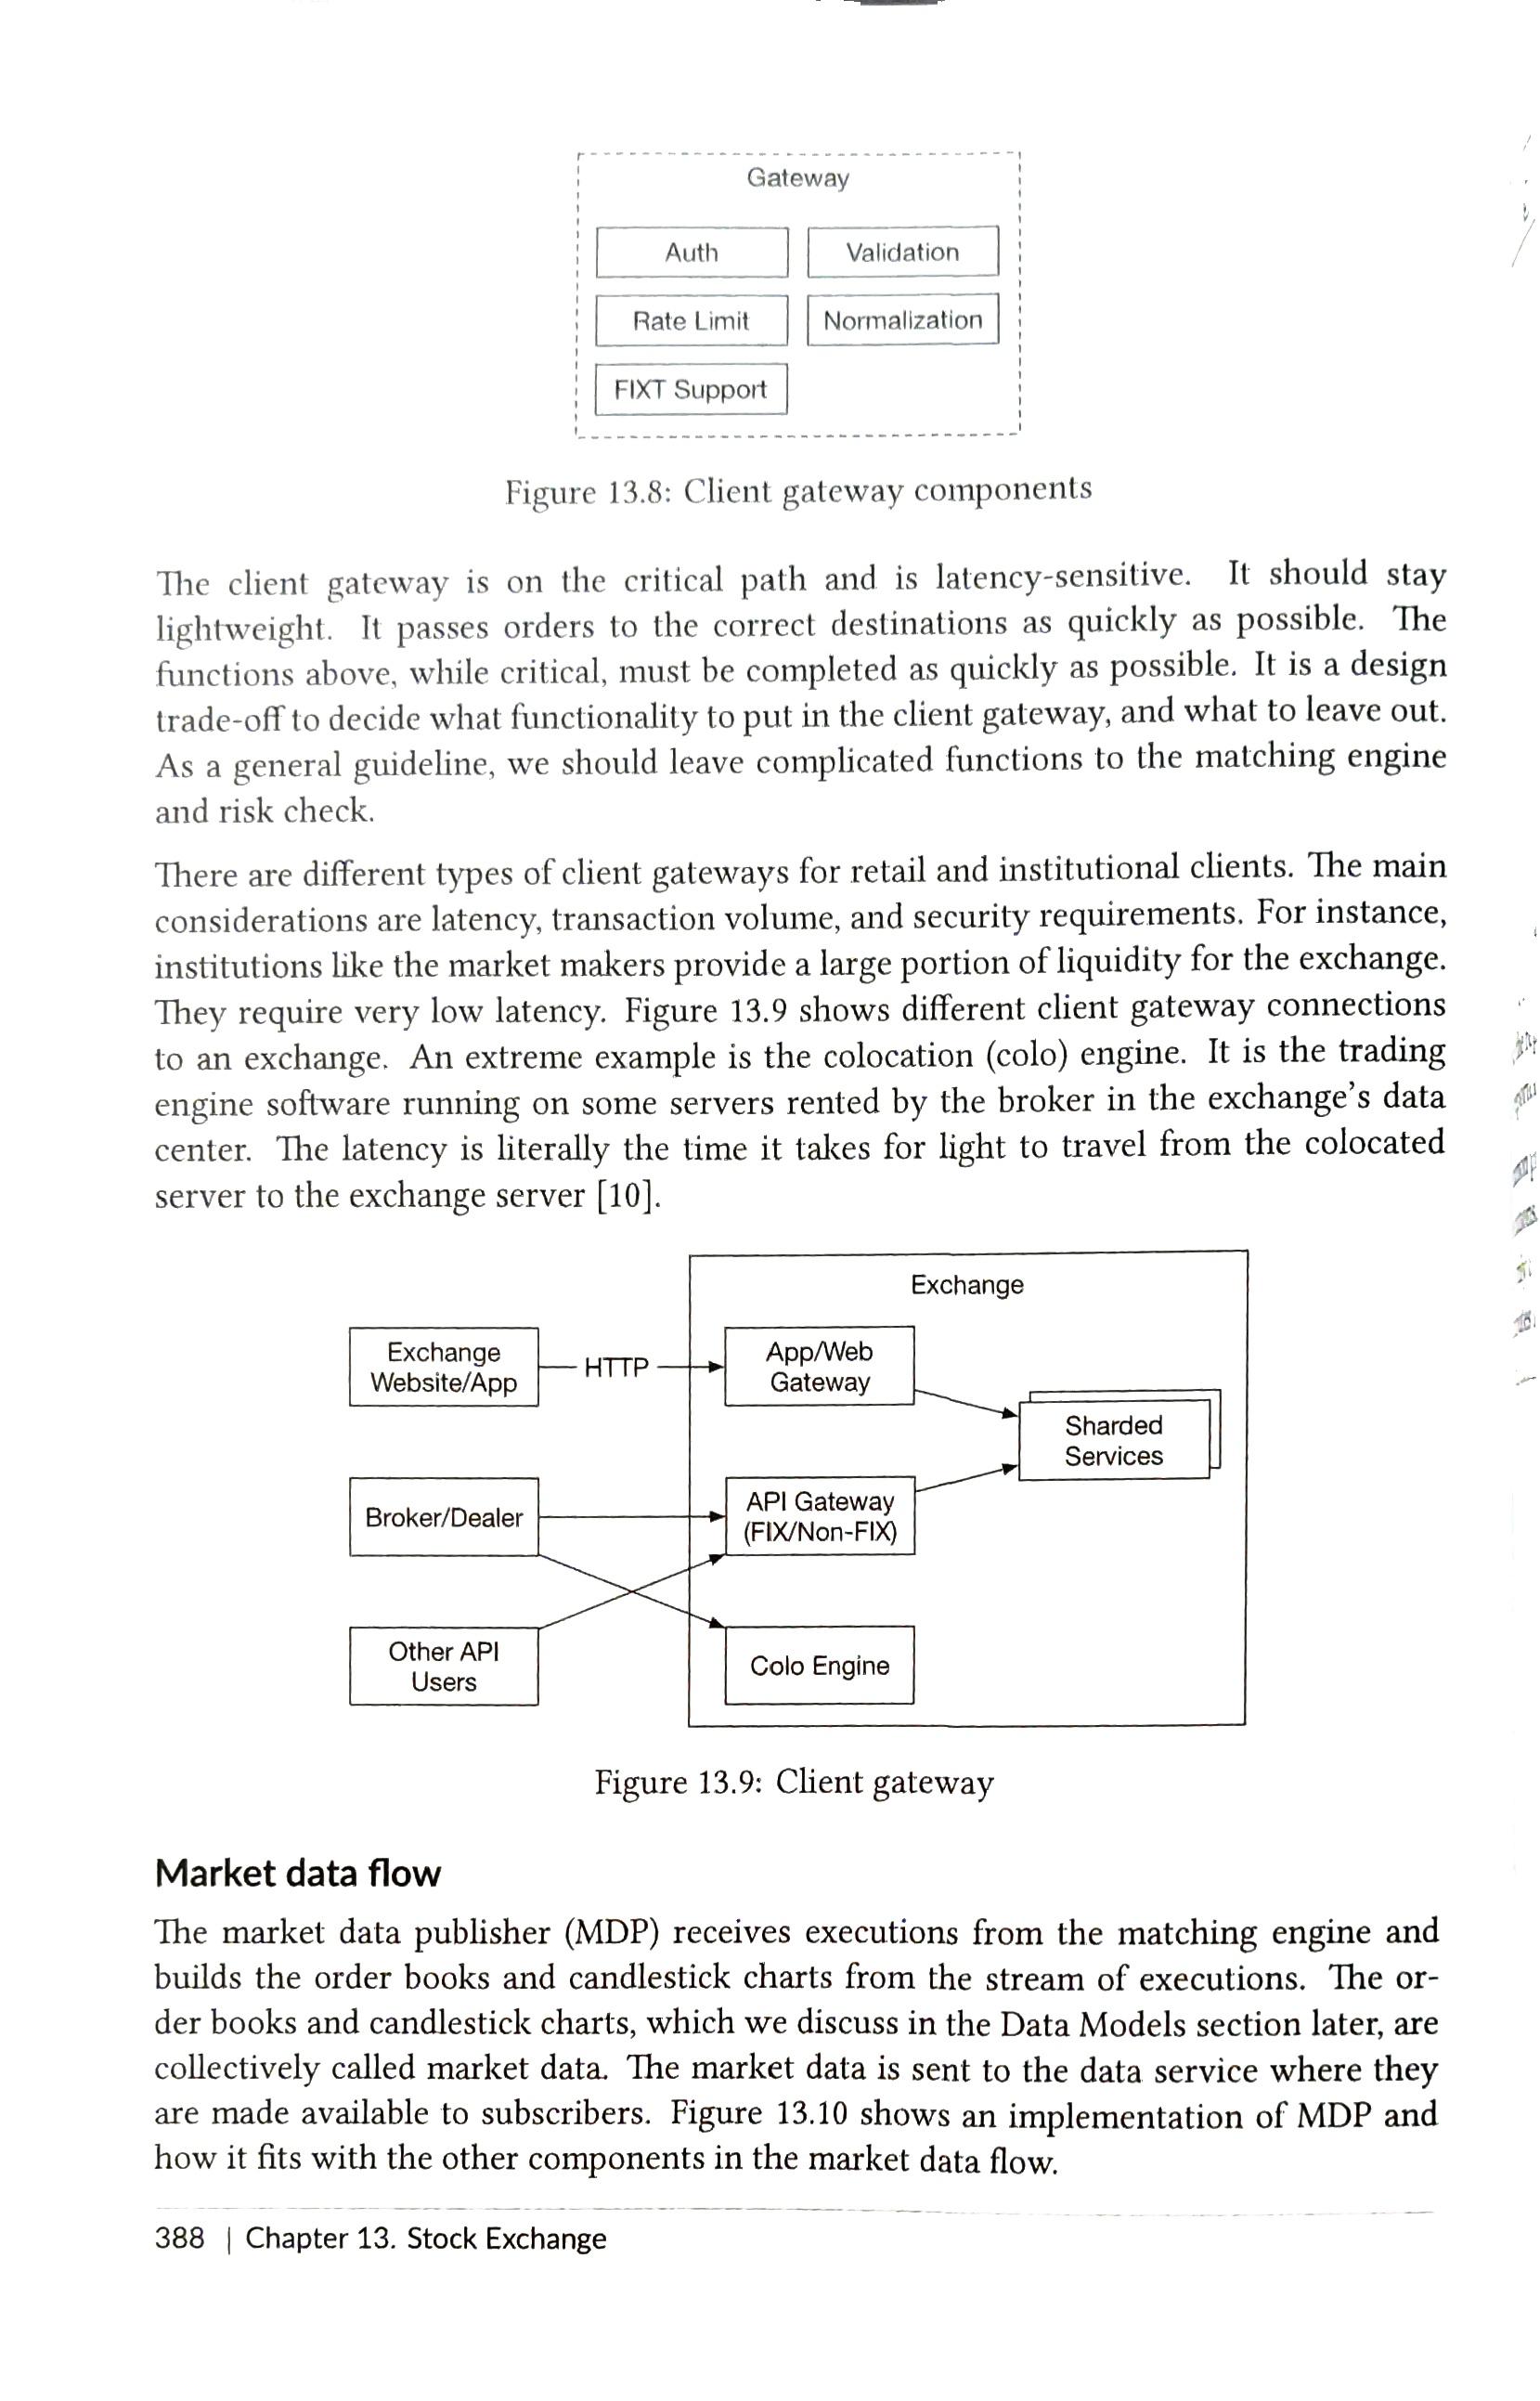 Gateway
Auth
Validation
Rate Limit
Normalization
FIXT Support
Figure 13.8: Client gateway components
The client gateway is on the critical path and is latency-sensitive. It should stay
lightweight. It passes orders to the correct destinations as quickly as possible. The
functions above, while critical, must be completed as quickly as possible. It is a design
trade-off to decide what functionality to put in the client gateway, and what to leave out.
As a general guideline, we should leave complicated functions to the matching engine
and risk check.
There are different types of client gateways for retail and institutional clients. The main
considerations are latency, transaction volume, and security requirements. For instance,
institutions like the market makers provide a large portion of liquidity for the exchange.
They require very low latency. Figure 13.9 shows different client gateway connections
to an exchange. An extreme example is the colocation (colo) engine. It is the trading
engine software running on some servers rented by the broker in the exchange's data
center. The latency is literally the time it takes for light to travel from the colocated
server to the exchange server [10].
Exchange
Exchange
Website/App
HTTP
App/Web
Gateway
Sharded
Services
Broker/Dealer
API Gateway
(FIX/Non-FIX)
Other API
Users
Colo Engine
Figure 13.9: Client gateway
Market data flow
The market data publisher (MDP) receives executions from the matching engine and
builds the order books and candlestick charts from the stream of executions. The or-
der books and candlestick charts, which we discuss in the Data Models section later, are
collectively called market data. The market data is sent to the data service where they
are made available to subscribers. Figure 13.10 shows an implementation of MDP and
how it fits with the other components in the market data flow.
388 | Chapter 13. Stock Exchange